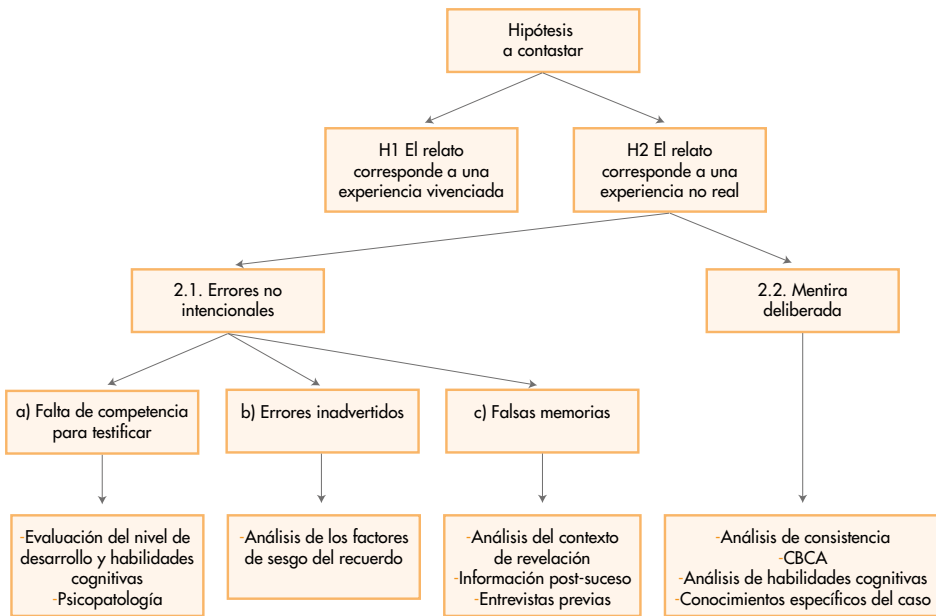 Hipótesis
a contastar
H1 El relato
corresponde a una
experiencia vivenciada
H2 El relato
corresponde a una
experiencia no real
2.1. Errores no
intencionales
2.2. Mentira
deliberada
a) Falta de competencia
para testificar
b) Errores inadvertidos
c) Falsas memorias
-Evaluación del nivel de
desarrollo y habilidades
cognitivas
-Psicopatología
-Análisis de los factores
de sesgo del recuerdo
-Análisis del contexto
de revelación
-Información post-suceso
-Entrevistas previas
-Análisis de consistencia
-CBCA
-Análisis de habilidades cognitivas
-Conocimientos específicos del caso